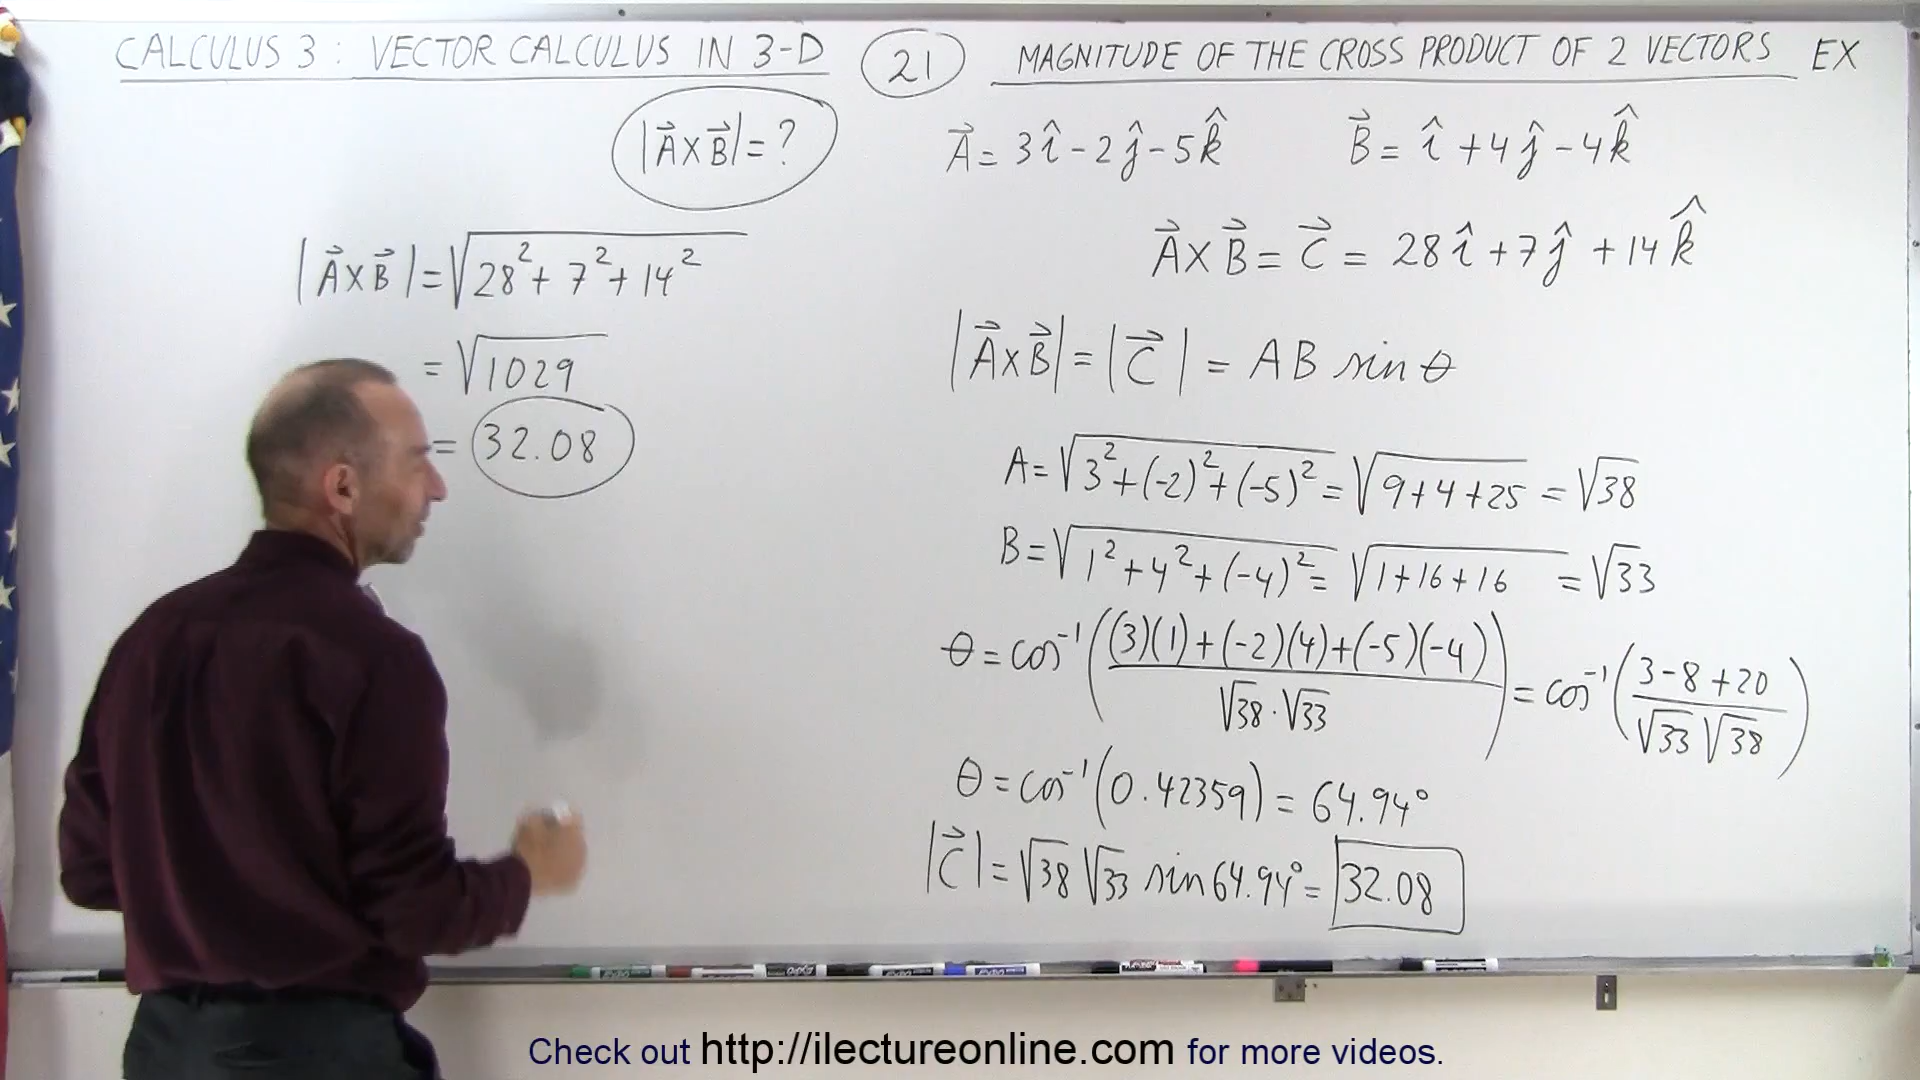 CALCULUS 3 : VECTOR CALCULUS IN 3-D 21 MAGNITUDE OF THE CROSS PRODUCT OF 2 VECTORS EX
|A⃗×B⃗| = ?
|A⃗×B⃗| = √(28² + 7² + 14²)
= √1029
= 32.08
A⃗ = 3î - 2ĵ - 5k̂ B⃗ = î + 4ĵ - 4k̂
A⃗×B⃗ = C⃗ = 28î + 7ĵ + 14k̂
|A⃗×B⃗| = |C⃗| = AB sin θ
A = √(3² + (-2)² + (-5)²) = √(9+4+25) = √38
B = √(1² + 4² + (-4)²) = √(1+16+16) = √33
θ = cos⁻¹(((3)(1) + (-2)(4) + (-5)(-4))/(√38 · √33)) = cos⁻¹((3-8+20)/(√33 √38))
θ = cos⁻¹(0.42359) = 64.94°
|C⃗| = √38 √33 sin 64.94° = 32.08
Check out http://ilectureonline.com for more videos.